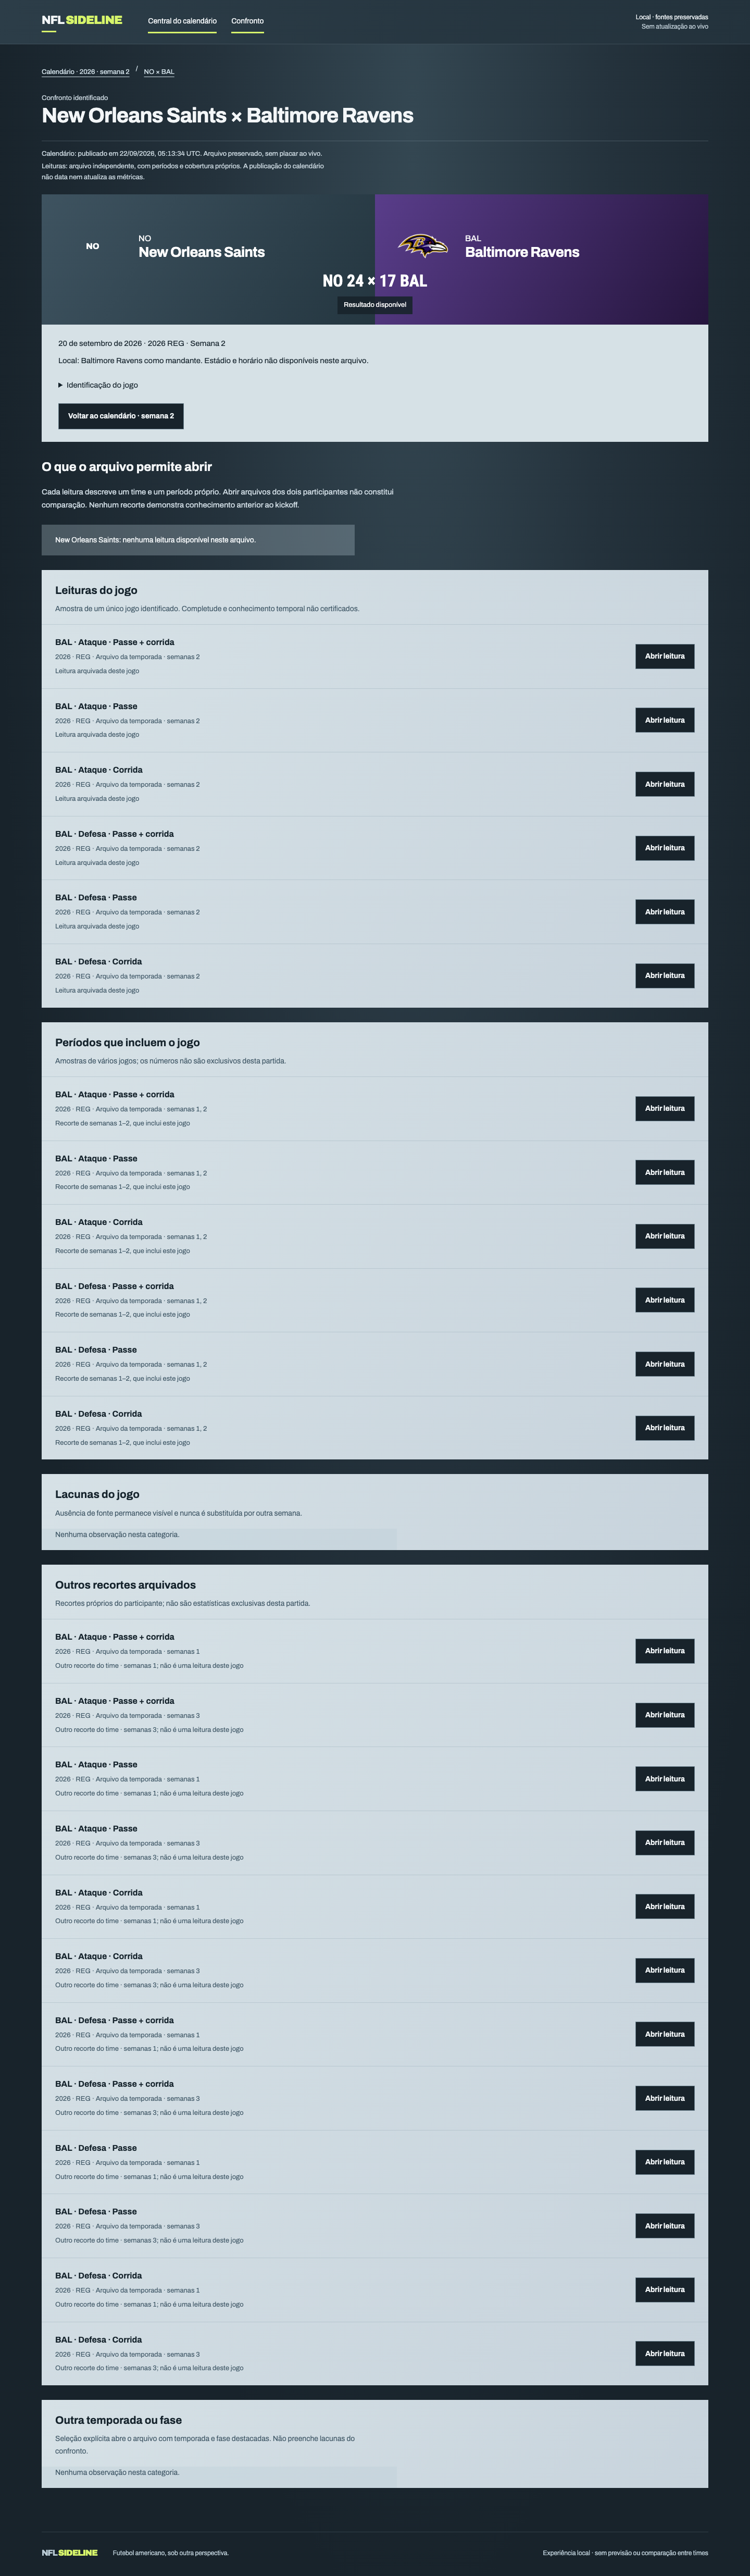 NFL SIDELINE
Central do calendário
Confronto
Local · fontes preservadas
Sem atualização ao vivo
Calendário · 2026 · semana 2 / NO × BAL
Confronto identificado
New Orleans Saints × Baltimore Ravens
Calendário: publicado em 22/09/2026, 05:13:34 UTC. Arquivo preservado, sem placar ao vivo.
Leituras: arquivo independente, com períodos e cobertura próprios. A publicação do calendário
não data nem atualiza as métricas.
NO
NO
New Orleans Saints
BAL
Baltimore Ravens
NO 24 × 17 BAL
Resultado disponível
20 de setembro de 2026 · 2026 REG · Semana 2
Local: Baltimore Ravens como mandante. Estádio e horário não disponíveis neste arquivo.
▶ Identificação do jogo
Voltar ao calendário · semana 2
O que o arquivo permite abrir
Cada leitura descreve um time e um período próprio. Abrir arquivos dos dois participantes não constitui
comparação. Nenhum recorte demonstra conhecimento anterior ao kickoff.
New Orleans Saints: nenhuma leitura disponível neste arquivo.
Leituras do jogo
Amostra de um único jogo identificado. Completude e conhecimento temporal não certificados.
BAL · Ataque · Passe + corrida
2026 · REG · Arquivo da temporada · semanas 2
Leitura arquivada deste jogo
Abrir leitura
BAL · Ataque · Passe
2026 · REG · Arquivo da temporada · semanas 2
Leitura arquivada deste jogo
Abrir leitura
BAL · Ataque · Corrida
2026 · REG · Arquivo da temporada · semanas 2
Leitura arquivada deste jogo
Abrir leitura
BAL · Defesa · Passe + corrida
2026 · REG · Arquivo da temporada · semanas 2
Leitura arquivada deste jogo
Abrir leitura
BAL · Defesa · Passe
2026 · REG · Arquivo da temporada · semanas 2
Leitura arquivada deste jogo
Abrir leitura
BAL · Defesa · Corrida
2026 · REG · Arquivo da temporada · semanas 2
Leitura arquivada deste jogo
Abrir leitura
Períodos que incluem o jogo
Amostras de vários jogos; os números não são exclusivos desta partida.
BAL · Ataque · Passe + corrida
2026 · REG · Arquivo da temporada · semanas 1, 2
Recorte de semanas 1–2, que inclui este jogo
Abrir leitura
BAL · Ataque · Passe
2026 · REG · Arquivo da temporada · semanas 1, 2
Recorte de semanas 1–2, que inclui este jogo
Abrir leitura
BAL · Ataque · Corrida
2026 · REG · Arquivo da temporada · semanas 1, 2
Recorte de semanas 1–2, que inclui este jogo
Abrir leitura
BAL · Defesa · Passe + corrida
2026 · REG · Arquivo da temporada · semanas 1, 2
Recorte de semanas 1–2, que inclui este jogo
Abrir leitura
BAL · Defesa · Passe
2026 · REG · Arquivo da temporada · semanas 1, 2
Recorte de semanas 1–2, que inclui este jogo
Abrir leitura
BAL · Defesa · Corrida
2026 · REG · Arquivo da temporada · semanas 1, 2
Recorte de semanas 1–2, que inclui este jogo
Abrir leitura
Lacunas do jogo
Ausência de fonte permanece visível e nunca é substituída por outra semana.
Nenhuma observação nesta categoria.
Outros recortes arquivados
Recortes próprios do participante; não são estatísticas exclusivas desta partida.
BAL · Ataque · Passe + corrida
2026 · REG · Arquivo da temporada · semanas 1
Outro recorte do time · semanas 1; não é uma leitura deste jogo
Abrir leitura
BAL · Ataque · Passe + corrida
2026 · REG · Arquivo da temporada · semanas 3
Outro recorte do time · semanas 3; não é uma leitura deste jogo
Abrir leitura
BAL · Ataque · Passe
2026 · REG · Arquivo da temporada · semanas 1
Outro recorte do time · semanas 1; não é uma leitura deste jogo
Abrir leitura
BAL · Ataque · Passe
2026 · REG · Arquivo da temporada · semanas 3
Outro recorte do time · semanas 3; não é uma leitura deste jogo
Abrir leitura
BAL · Ataque · Corrida
2026 · REG · Arquivo da temporada · semanas 1
Outro recorte do time · semanas 1; não é uma leitura deste jogo
Abrir leitura
BAL · Ataque · Corrida
2026 · REG · Arquivo da temporada · semanas 3
Outro recorte do time · semanas 3; não é uma leitura deste jogo
Abrir leitura
BAL · Defesa · Passe + corrida
2026 · REG · Arquivo da temporada · semanas 1
Outro recorte do time · semanas 1; não é uma leitura deste jogo
Abrir leitura
BAL · Defesa · Passe + corrida
2026 · REG · Arquivo da temporada · semanas 3
Outro recorte do time · semanas 3; não é uma leitura deste jogo
Abrir leitura
BAL · Defesa · Passe
2026 · REG · Arquivo da temporada · semanas 1
Outro recorte do time · semanas 1; não é uma leitura deste jogo
Abrir leitura
BAL · Defesa · Passe
2026 · REG · Arquivo da temporada · semanas 3
Outro recorte do time · semanas 3; não é uma leitura deste jogo
Abrir leitura
BAL · Defesa · Corrida
2026 · REG · Arquivo da temporada · semanas 1
Outro recorte do time · semanas 1; não é uma leitura deste jogo
Abrir leitura
BAL · Defesa · Corrida
2026 · REG · Arquivo da temporada · semanas 3
Outro recorte do time · semanas 3; não é uma leitura deste jogo
Abrir leitura
Outra temporada ou fase
Seleção explícita abre o arquivo com temporada e fase destacadas. Não preenche lacunas do
confronto.
Nenhuma observação nesta categoria.
NFL SIDELINE
Futebol americano, sob outra perspectiva.
Experiência local · sem previsão ou comparação entre times